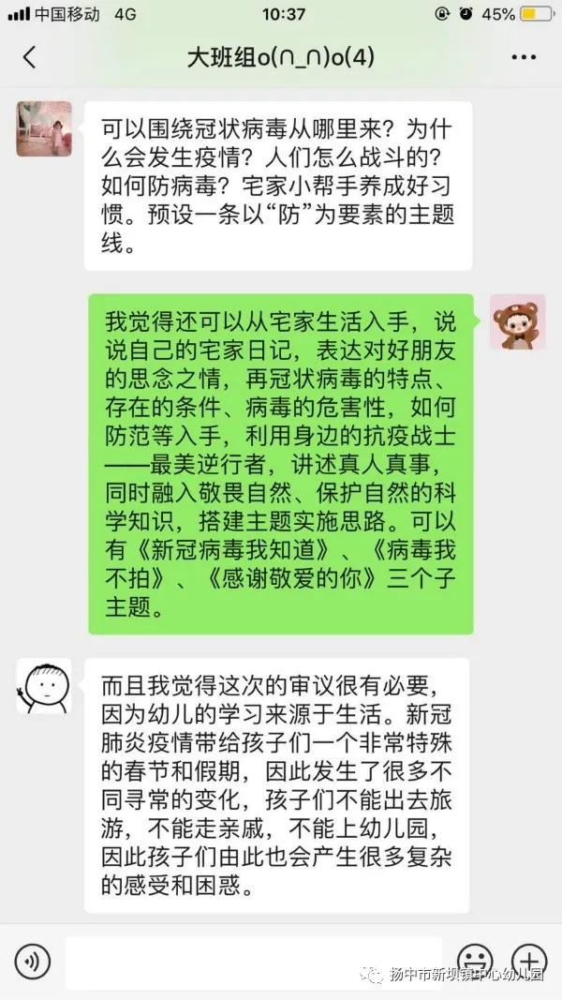 中国移动 4G 10:37 45%
大班组o(∩_∩)o(4)
可以围绕冠状病毒从哪里来？为什
么会发生疫情？人们怎么战斗的？
如何防病毒？宅家小帮手养成好习
惯。预设一条以“防”为要素的主题
线。
我觉得还可以从宅家生活入手，说
说自己的宅家日记，表达对好朋友
的思念之情，再冠状病毒的特点、
存在的条件、病毒的危害性，如何
防范等入手，利用身边的抗疫战士
——最美逆行者，讲述真人真事，
同时融入敬畏自然、保护自然的科
学知识，搭建主题实施思路。可以
有《新冠病毒我知道》、《病毒我
不拍》、《感谢敬爱的你》三个子
主题。
而且我觉得这次的审议很有必要，
因为幼儿的学习来源于生活。新冠
肺炎疫情带给孩子们一个非常特殊
的春节和假期，因此发生了很多不
同寻常的变化，孩子们不能出去旅
游，不能走亲戚，不能上幼儿园，
因此孩子们由此也会产生很多复杂
的感受和困惑。
扬中市新坝镇中心幼儿园